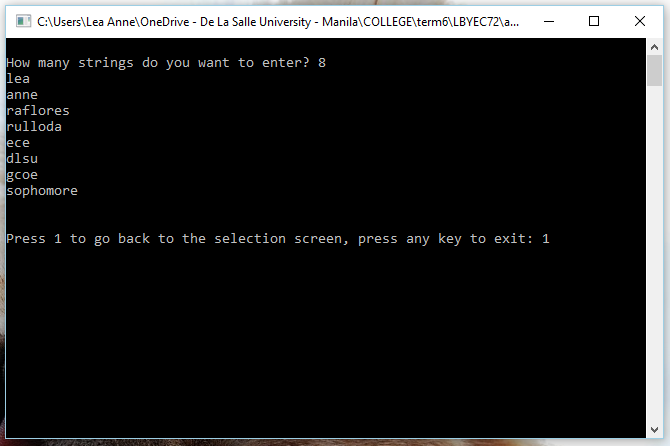 C:\Users\Lea Anne\OneDrive - De La Salle University - Manila\COLLEGE\term6\LBYEC72\a...
How many strings do you want to enter? 8
lea
anne
raflores
rulloda
ece
dlsu
gcoe
sophomore
Press 1 to go back to the selection screen, press any key to exit: 1